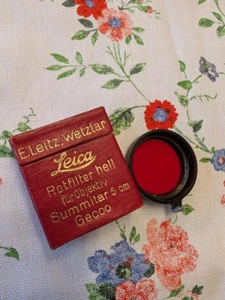 E. Leitz, Wetzlar
Leica
Rotfilter hell
für Objektiv
Summitar 5 cm
Gecoo